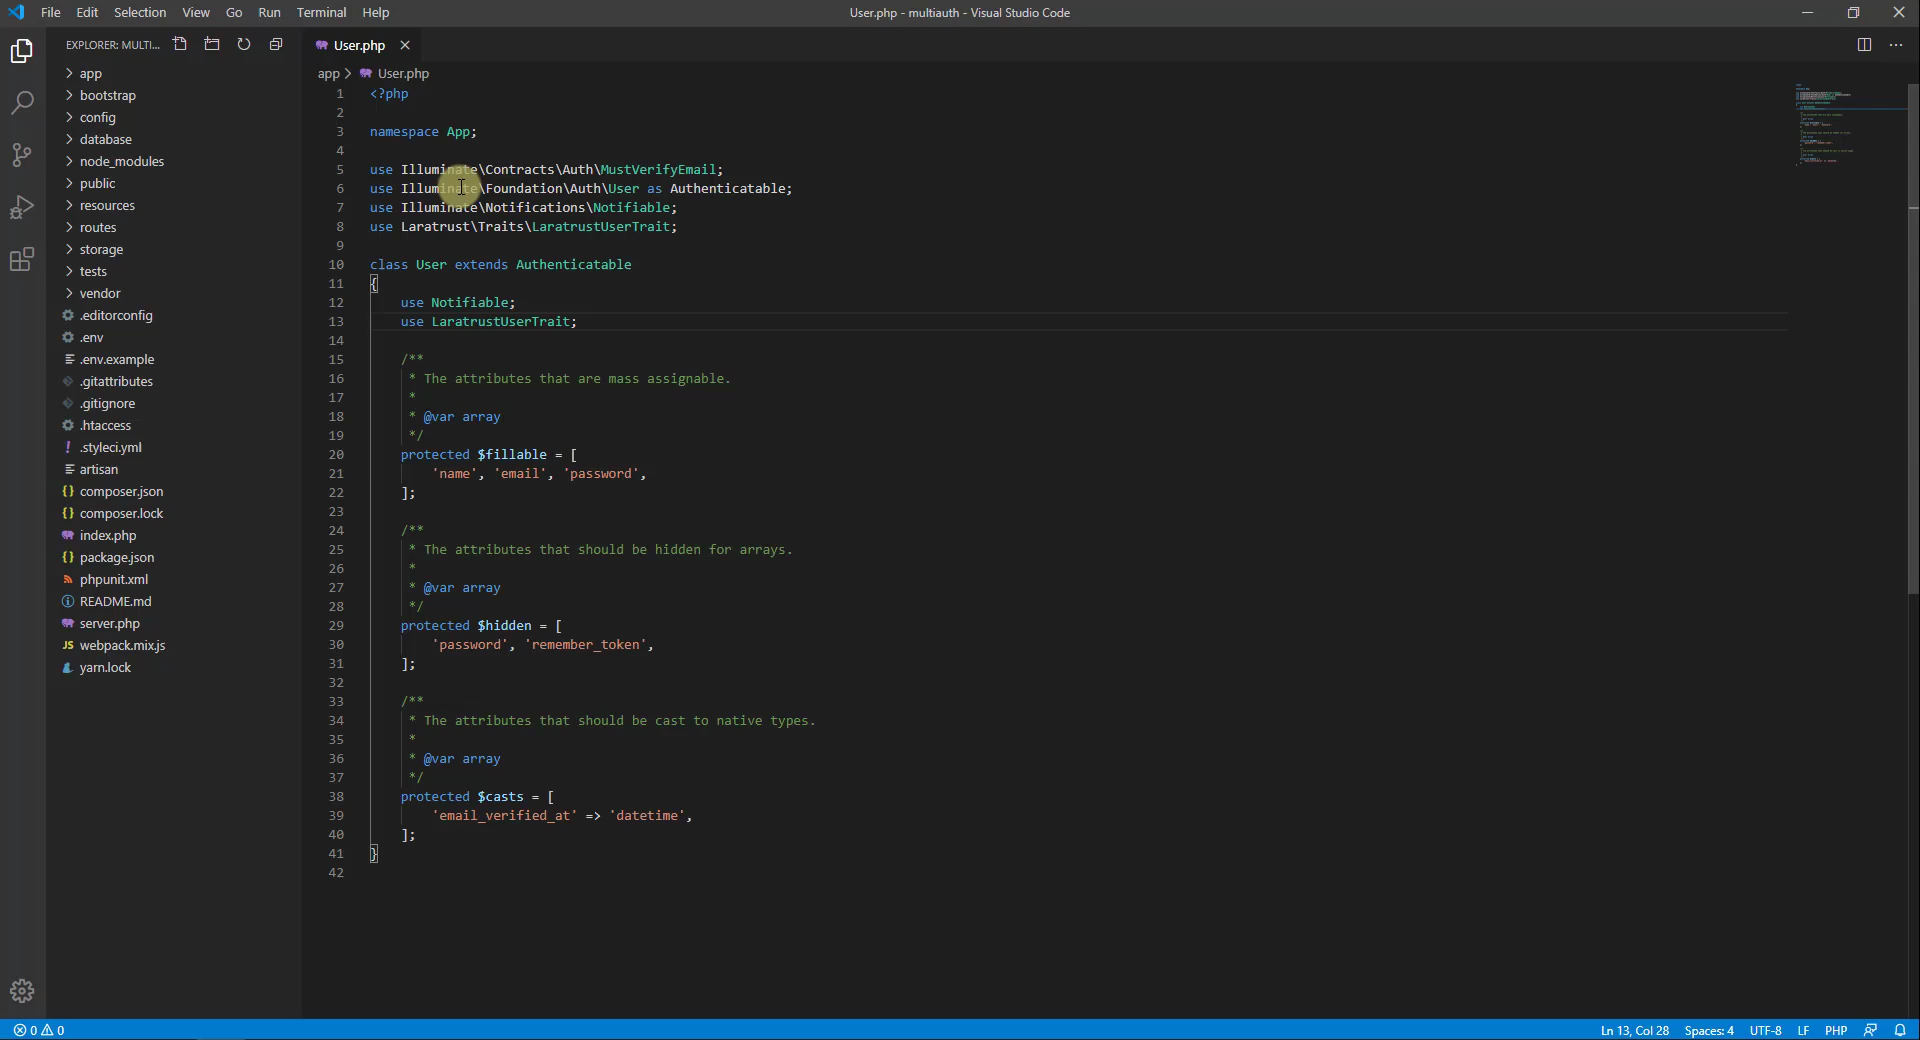 File Edit Selection View Go Run Terminal Help
User.php - multiauth - Visual Studio Code
EXPLORER: MULTI...
app
bootstrap
config
database
node_modules
public
resources
routes
storage
tests
vendor
.editorconfig
.env
.env.example
.gitattributes
.gitignore
.htaccess
.styleci.yml
artisan
composer.json
composer.lock
index.php
package.json
phpunit.xml
README.md
server.php
webpack.mix.js
yarn.lock
User.php
app > User.php
1 <?php
2
3 namespace App;
4
5 use Illuminate\Contracts\Auth\MustVerifyEmail;
6 use Illuminate\Foundation\Auth\User as Authenticatable;
7 use Illuminate\Notifications\Notifiable;
8 use Laratrust\Traits\LaratrustUserTrait;
9
10 class User extends Authenticatable
11 {
12 use Notifiable;
13 use LaratrustUserTrait;
14
15 /**
16 * The attributes that are mass assignable.
17 *
18 * @var array
19 */
20 protected $fillable = [
21 'name', 'email', 'password',
22 ];
23
24 /**
25 * The attributes that should be hidden for arrays.
26 *
27 * @var array
28 */
29 protected $hidden = [
30 'password', 'remember_token',
31 ];
32
33 /**
34 * The attributes that should be cast to native types.
35 *
36 * @var array
37 */
38 protected $casts = [
39 'email_verified_at' => 'datetime',
40 ];
41 }
42
0 0
Ln 13, Col 28 Spaces: 4 UTF-8 LF PHP